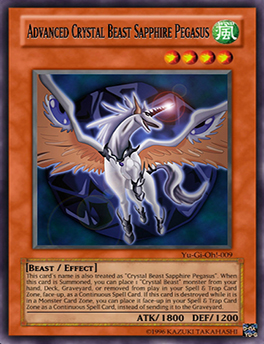 Advanced Crystal Beast Sapphire Pegasus
風
Yu-Gi-Oh!-009
[Beast / Effect]
This card's name is also treated as "Crystal Beast Sapphire Pegasus". When
this card is Summoned, you can place 1 "Crystal Beast" monster from your
hand, Deck, Graveyard, or removed from play in your Spell & Trap Card
Zone, face-up, as a Continuous Spell Card. If this card is destroyed while it is
in a Monster Card Zone, you can place it face-up in your Spell & Trap Card
Zone as a Continuous Spell Card, instead of sending it to the Graveyard.
ATK/1800 DEF/1200
©1996 KAZUKI TAKAHASHI